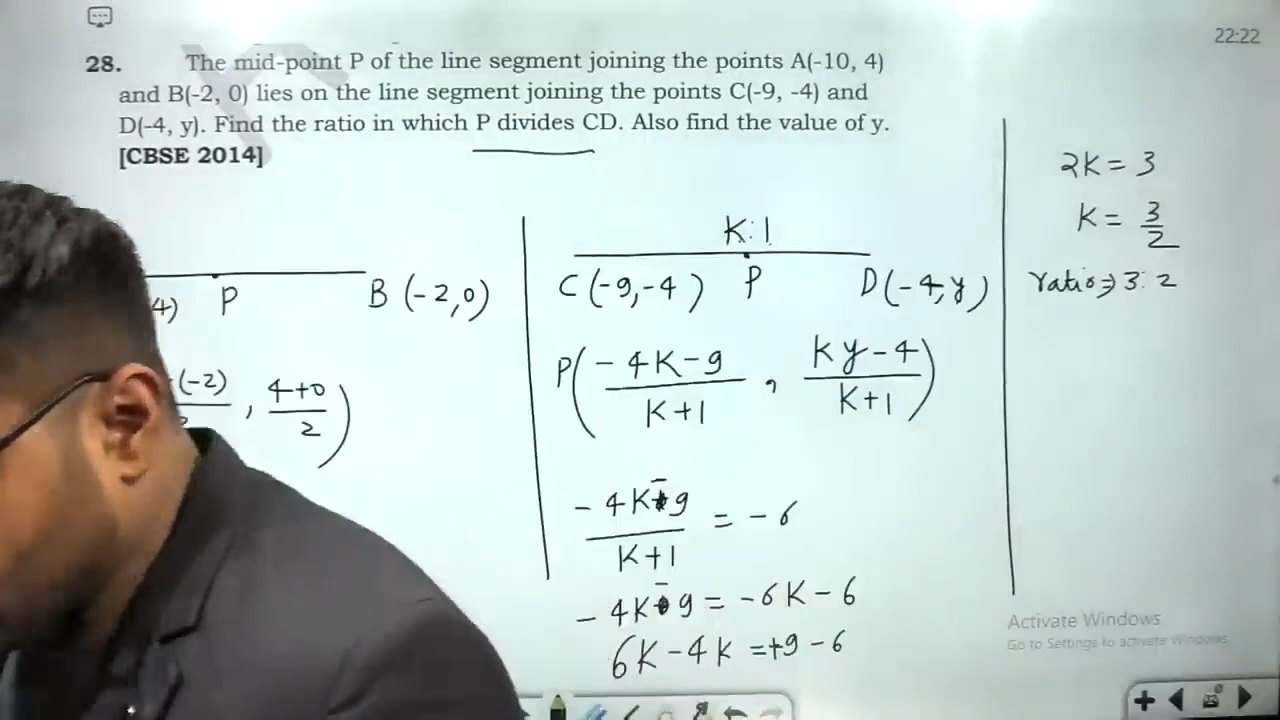 22:22
28. The mid-point P of the line segment joining the points A(-10, 4)
and B(-2, 0) lies on the line segment joining the points C(-9, -4) and
D(-4, y). Find the ratio in which P divides CD. Also find the value of y.
[CBSE 2014]
4) P B (-2,0)
(-2)/2 , 4+0/2 )
K:1
C (-9,-4) P D(-4,y)
P( -4K-9/K+1 , Ky-4/K+1 )
-4K-9/K+1 = -6
-4K-9 = -6K-6
6K-4K =+9-6
2K = 3
K = 3/2
ratio ⇒ 3:2
Activate Windows
Go to Settings to activate Windows.